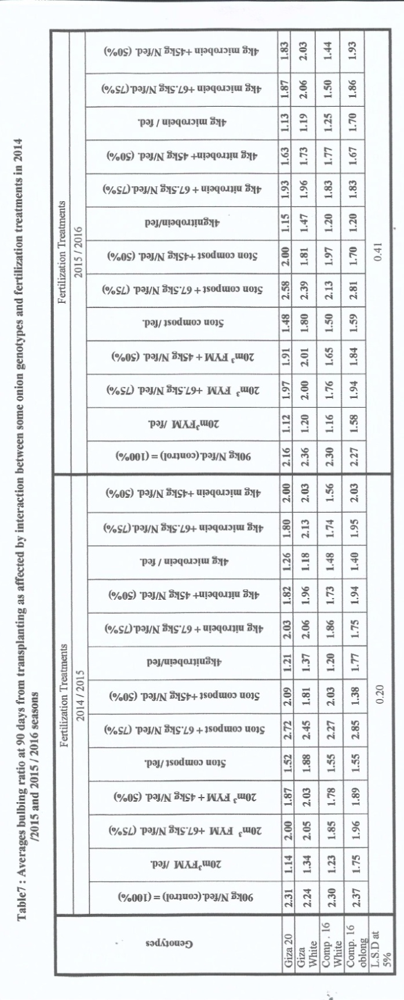 Table7 : Averages bulbing ratio at 90 days from transplanting as affected by interaction between some onion genotypes and fertilization treatments in 2014
/2015 and 2015 / 2016 seasons
Genotypes
Fertilization Treatments
Fertilization Treatments
2014 / 2015
2015 / 2016
90kg N/fed.(control) = (100%)
20m³FYM /fed.
20m³ FYM +67.5kg N/fed. (75%)
20m³ FYM + 45kg N/fed. (50%)
5ton compost /fed.
5ton compost + 67.5kg N/fed. (75%)
5ton compost +45kg N/fed. (50%)
4kgnitrobein/fed
4kg nitrobein + 67.5kg N/fed.(75%)
4kg nitrobein+ 45kg N/fed. (50%)
4kg microbein / fed.
4kg microbein +67.5kg N/fed.(75%)
4kg microbein +45kg N/fed. (50%)
90kg N/fed.(control) = (100%)
20m³FYM /fed.
20m³ FYM +67.5kg N/fed. (75%)
20m³ FYM + 45kg N/fed. (50%)
5ton compost /fed.
5ton compost + 67.5kg N/fed. (75%)
5ton compost +45kg N/fed. (50%)
4kgnitrobein/fed
4kg nitrobein + 67.5kg N/fed.(75%)
4kg nitrobein+ 45kg N/fed. (50%)
4kg microbein / fed.
4kg microbein +67.5kg N/fed.(75%)
4kg microbein +45kg N/fed. (50%)
Giza 20 2.31 1.14 2.00 1.87 1.52 2.72 2.09 1.21 2.03 1.82 1.26 1.80 2.00 2.16 1.12 1.97 1.91 1.48 2.58 2.00 1.15 1.93 1.63 1.13 1.87 1.83
Giza
White 2.24 1.34 2.05 2.03 1.88 2.45 1.81 1.37 2.06 1.96 1.18 2.13 2.03 2.36 1.20 2.00 2.01 1.80 2.39 1.81 1.47 1.96 1.73 1.19 2.06 2.03
Comp . 16
White 2.30 1.23 1.85 1.78 1.55 2.27 2.03 1.20 1.86 1.73 1.48 1.74 1.56 2.30 1.16 1.76 1.65 1.50 2.13 1.97 1.20 1.83 1.77 1.25 1.50 1.44
Comp. 16
oblong 2.37 1.75 1.96 1.89 1.55 2.85 1.38 1.77 1.75 1.94 1.40 1.95 2.03 2.27 1.58 1.94 1.84 1.59 2.81 1.70 1.20 1.83 1.67 1.70 1.86 1.93
L.S.D at
5% 0.20 0.41